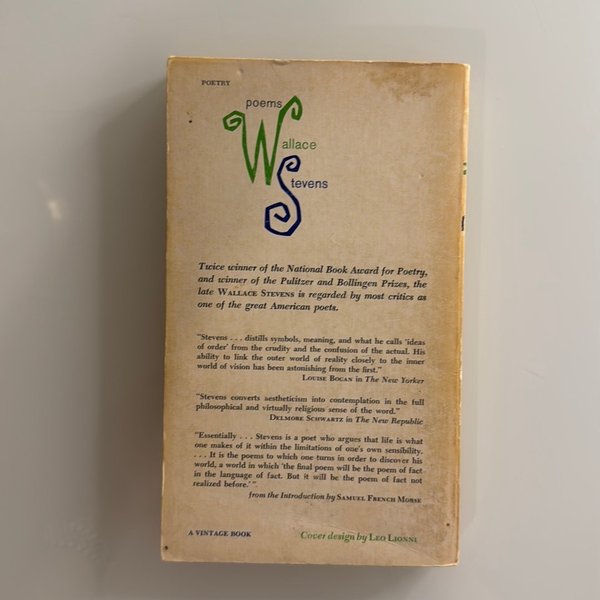 POETRY
poems
Wallace
Stevens
Twice winner of the National Book Award for Poetry,
and winner of the Pulitzer and Bollingen Prizes, the
late WALLACE STEVENS is regarded by most critics as
one of the great American poets.
"Stevens . . . distills symbols, meaning, and what he calls 'ideas
of order' from the crudity and the confusion of the actual. His
ability to link the outer world of reality closely to the inner
world of vision has been astonishing from the first."
LOUISE BOGAN in The New Yorker
"Stevens converts aestheticism into contemplation in the full
philosophical and virtually religious sense of the word."
DELMORE SCHWARTZ in The New Republic
"Essentially . . . Stevens is a poet who argues that life is what
one makes of it within the limitations of one's own sensibility.
. . . It is the poems to which one turns in order to discover his
world, a world in which 'the final poem will be the poem of fact
in the language of fact. But it will be the poem of fact not
realized before.'"
from the Introduction by SAMUEL FRENCH MORSE
A VINTAGE BOOK
Cover design by LEO LIONNI